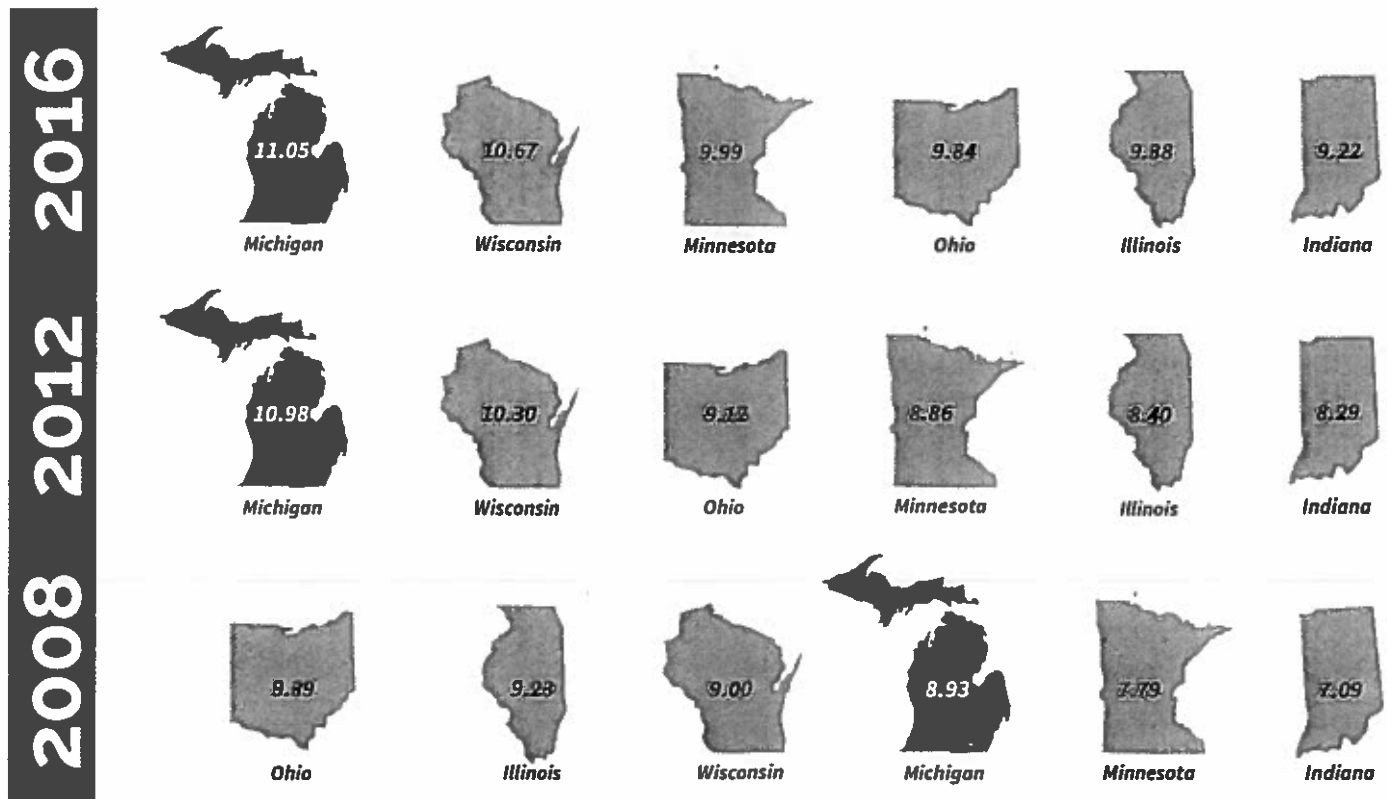 2016
11.05 10.67 9.99 9.84 9.88 9.22
Michigan Wisconsin Minnesota Ohio Illinois Indiana
2012
10.98 10.30 9.12 8.86 8.40 8.29
Michigan Wisconsin Ohio Minnesota Illinois Indiana
2008
9.00 8.93 7.79 7.09
Ohio Illinois Wisconsin Michigan Minnesota Indiana